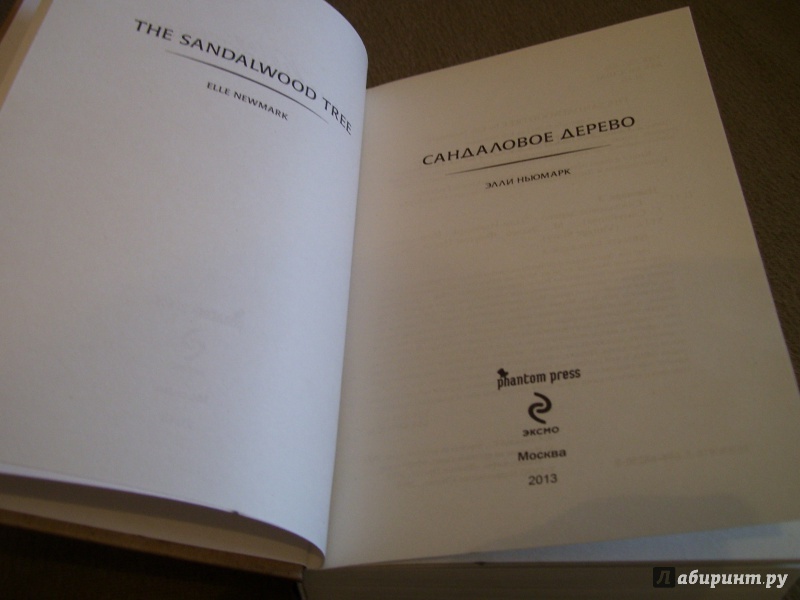 THE SANDALWOOD TREE
ELLE NEWMARK
САНДАЛОВОЕ ДЕРЕВО
ЭЛЛИ НЬЮМАРК
phantom press
ЭКСМО
Москва
2013
Лабиринт.ру